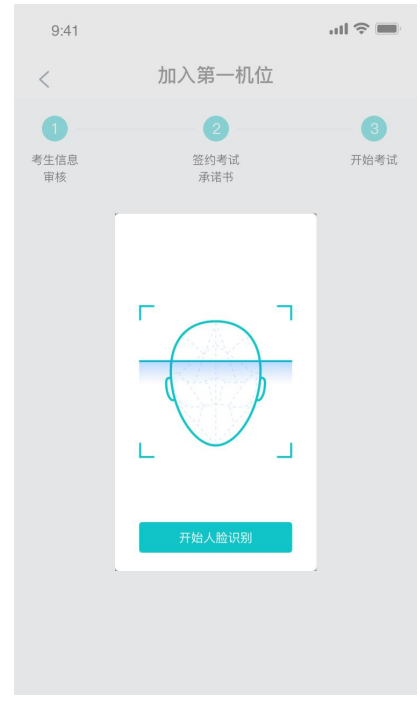 9:41
加入第一机位
1
2
3
考生信息
审核
签约考试
承诺书
开始考试
开始人脸识别